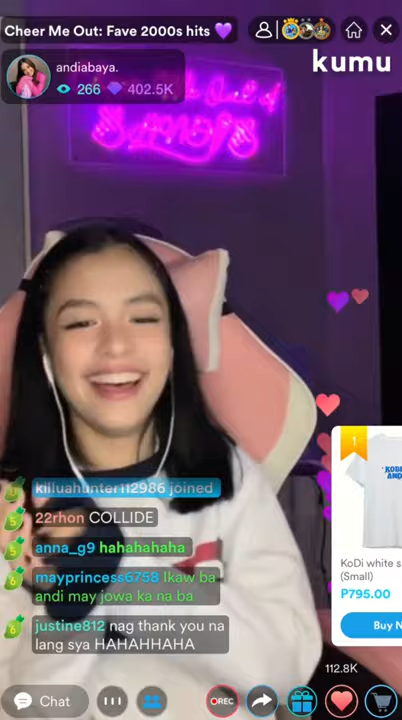 Cheer Me Out: Fave 2000s hits 💜
kumu
andiabaya.
266 402.5K
killuahunter112986 joined
22rhon COLLIDE
anna_g9 hahahahaha
mayprincess6758 Ikaw ba
andi may jowa ka na ba
justine812 nag thank you na
lang sya HAHAHHAHA
1
KoDi white s
(Small)
₱795.00
Buy N
112.8K
Chat
REC